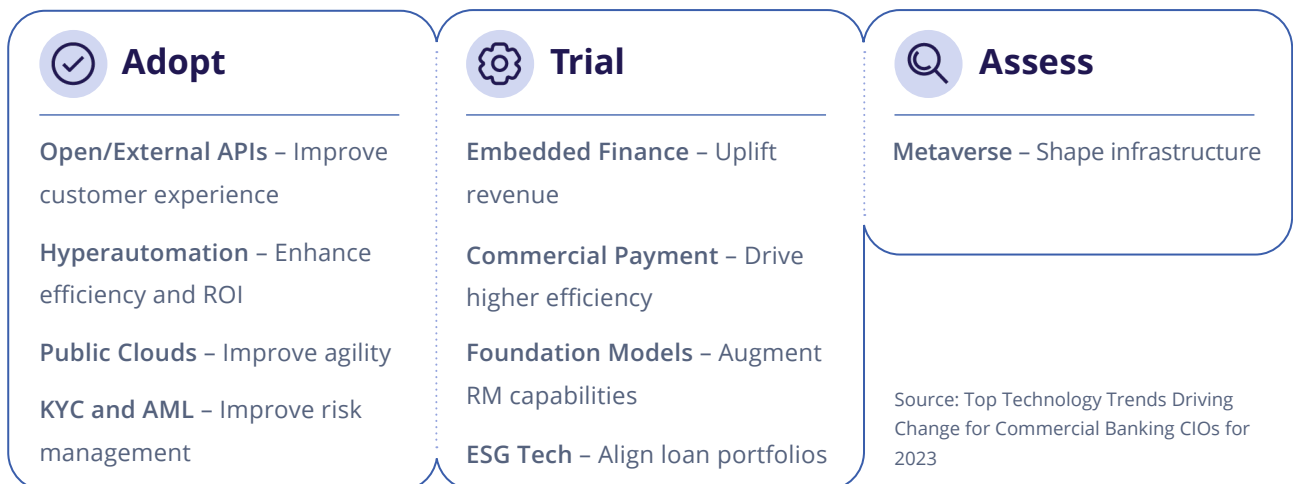 Adopt
Open/External APIs – Improve
customer experience
Hyperautomation – Enhance
efficiency and ROI
Public Clouds – Improve agility
KYC and AML – Improve risk
management
Trial
Embedded Finance – Uplift
revenue
Commercial Payment – Drive
higher efficiency
Foundation Models – Augment
RM capabilities
ESG Tech – Align loan portfolios
Assess
Metaverse – Shape infrastructure
Source: Top Technology Trends Driving
Change for Commercial Banking CIOs for
2023